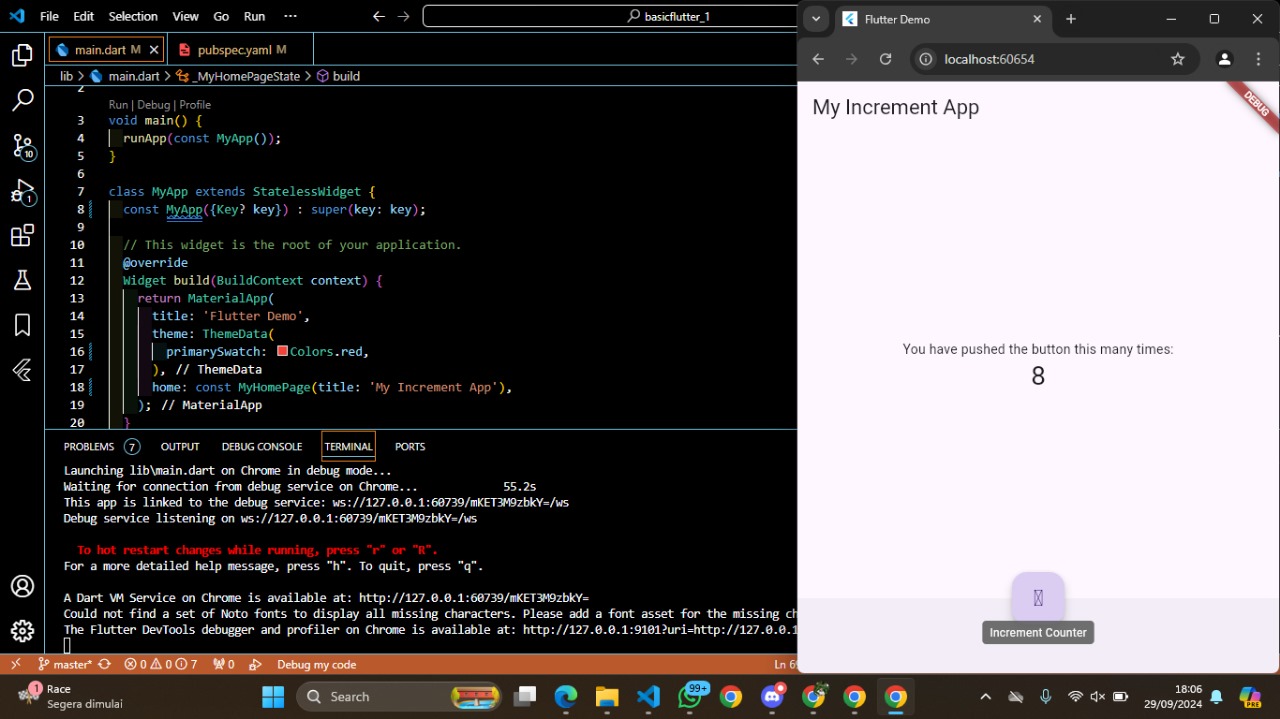 File Edit Selection View Go Run ···
basicflutter_1
main.dart M
pubspec.yaml M
lib > main.dart > _MyHomePageState > build
2
Run | Debug | Profile
3 void main() {
4 runApp(const MyApp());
5 }
6
7 class MyApp extends StatelessWidget {
8 const MyApp({Key? key}) : super(key: key);
9
10 // This widget is the root of your application.
11 @override
12 Widget build(BuildContext context) {
13 return MaterialApp(
14 title: 'Flutter Demo',
15 theme: ThemeData(
16 primarySwatch: Colors.red,
17 ), // ThemeData
18 home: const MyHomePage(title: 'My Increment App'),
19 ); // MaterialApp
20 }
PROBLEMS 7 OUTPUT DEBUG CONSOLE TERMINAL PORTS
Launching lib\main.dart on Chrome in debug mode...
Waiting for connection from debug service on Chrome... 55.2s
This app is linked to the debug service: ws://127.0.0.1:60739/mKET3M9zbkY=/ws
Debug service listening on ws://127.0.0.1:60739/mKET3M9zbkY=/ws
To hot restart changes while running, press "r" or "R".
For a more detailed help message, press "h". To quit, press "q".
A Dart VM Service on Chrome is available at: http://127.0.0.1:60739/mKET3M9zbkY=
Could not find a set of Noto fonts to display all missing characters. Please add a font asset for the missing ch
The Flutter DevTools debugger and profiler on Chrome is available at: http://127.0.0.1:9101?uri=http://127.0.0.1
10
1
master* 0 0 7 0 Debug my code
Flutter Demo
localhost:60654
My Increment App
DEBUG
You have pushed the button this many times:
8
Increment Counter
1 Race
Segera dimulai
Search
99+
PRE
18:06
29/09/2024